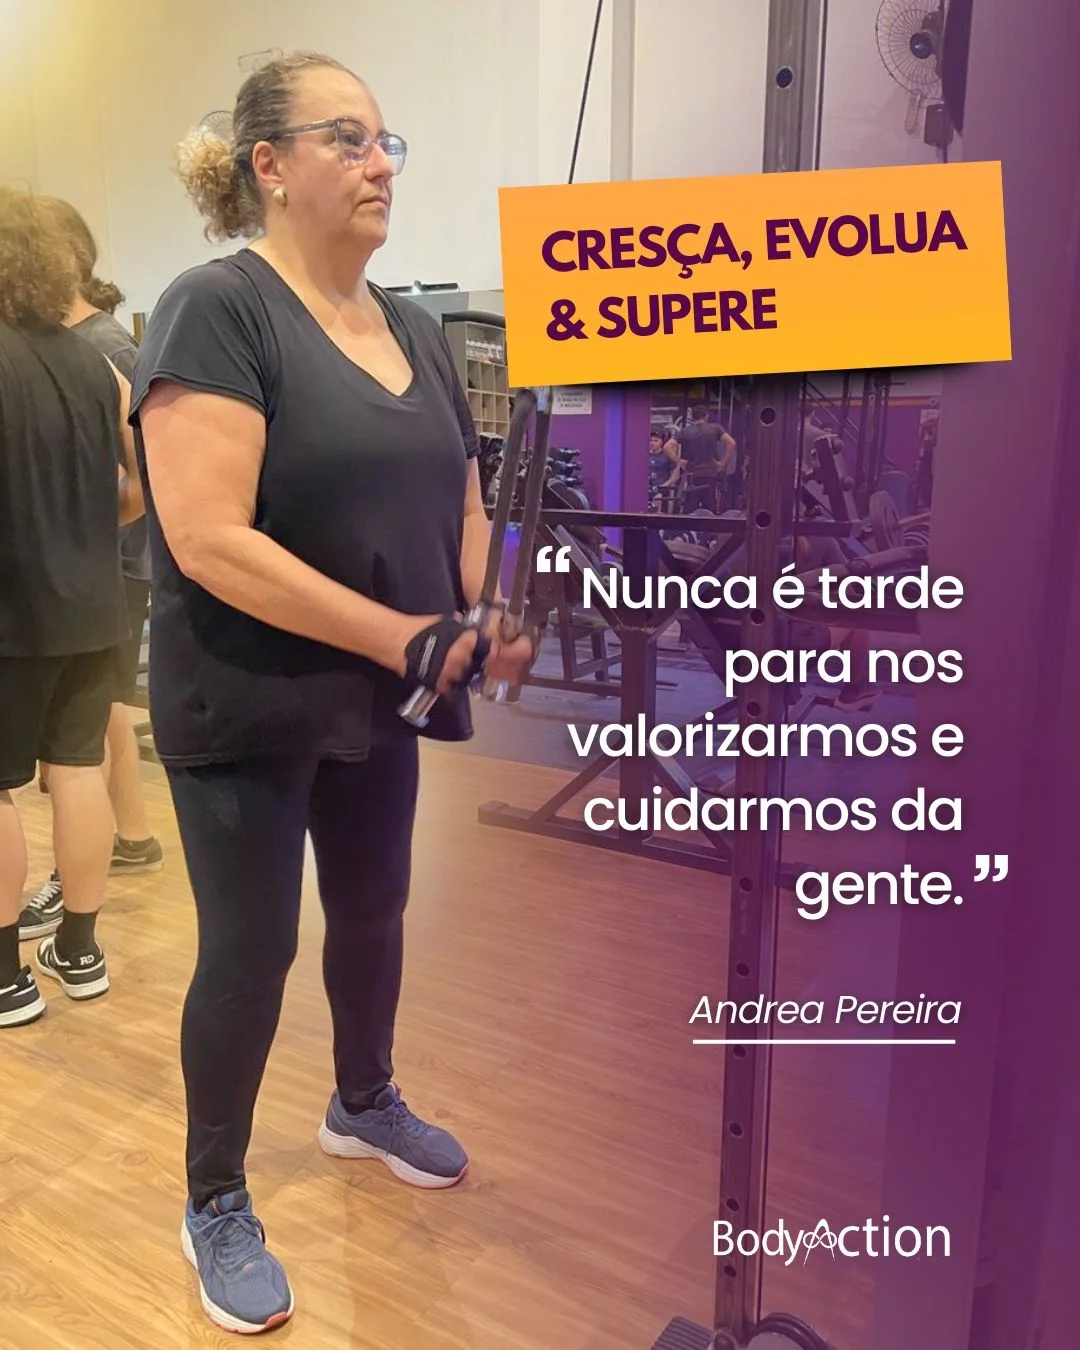 CRESÇA, EVOLUA
& SUPERE
“Nunca é tarde
para nos
valorizarmos e
cuidarmos da
gente.”
Andrea Pereira
BodyAction